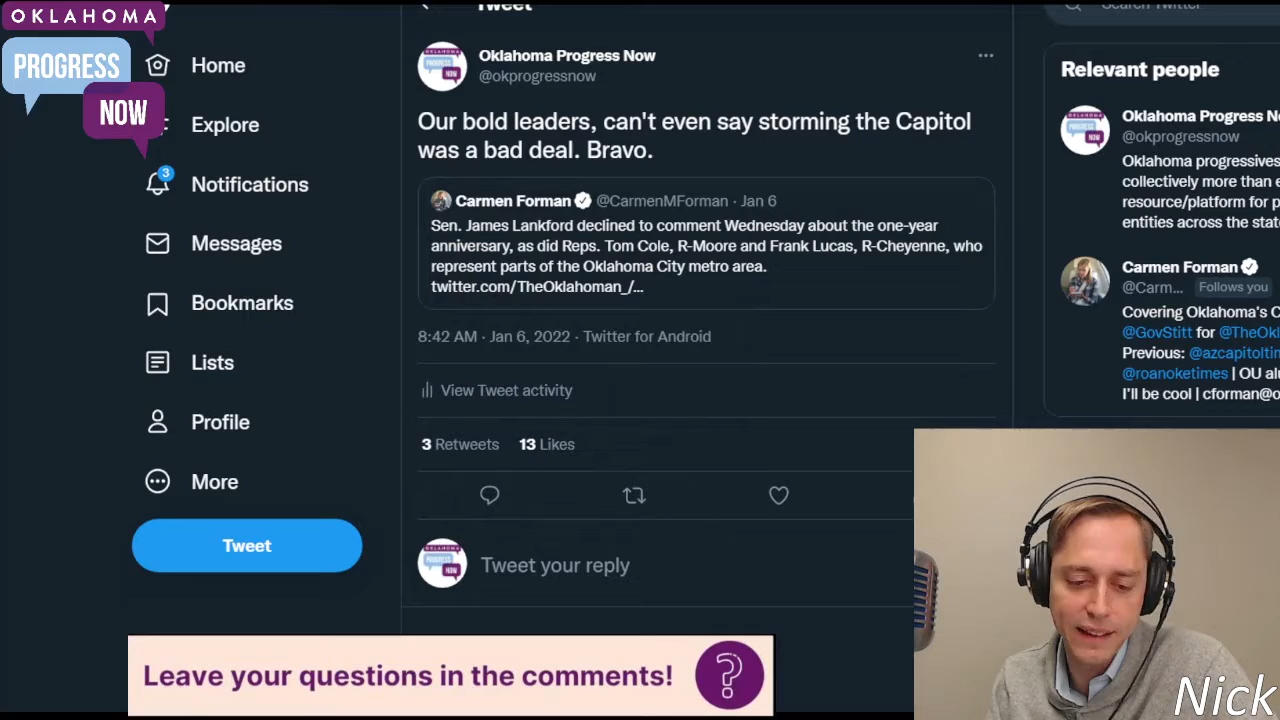 OKLAHOMA
PROGRESS
NOW
Home
Explore
3
Notifications
Messages
Bookmarks
Lists
Profile
More
Tweet
Tweet
Oklahoma Progress Now
@okprogressnow
Our bold leaders, can't even say storming the Capitol
was a bad deal. Bravo.
Carmen Forman @CarmenMForman · Jan 6
Sen. James Lankford declined to comment Wednesday about the one-year
anniversary, as did Reps. Tom Cole, R-Moore and Frank Lucas, R-Cheyenne, who
represent parts of the Oklahoma City metro area.
twitter.com/TheOklahoman_/...
8:42 AM · Jan 6, 2022 · Twitter for Android
View Tweet activity
3 Retweets 13 Likes
Tweet your reply
Search Twitter
Relevant people
Oklahoma Progress No
@okprogressnow
Oklahoma progressives
collectively more than e
resource/platform for p
entities across the stat
Carmen Forman
@Carm... Follows you
Covering Oklahoma's C
@GovStitt for @TheOkl
Previous: @azcapitoltim
@roanoketimes | OU alu
I'll be cool | cforman@o
Leave your questions in the comments!
?
Nick